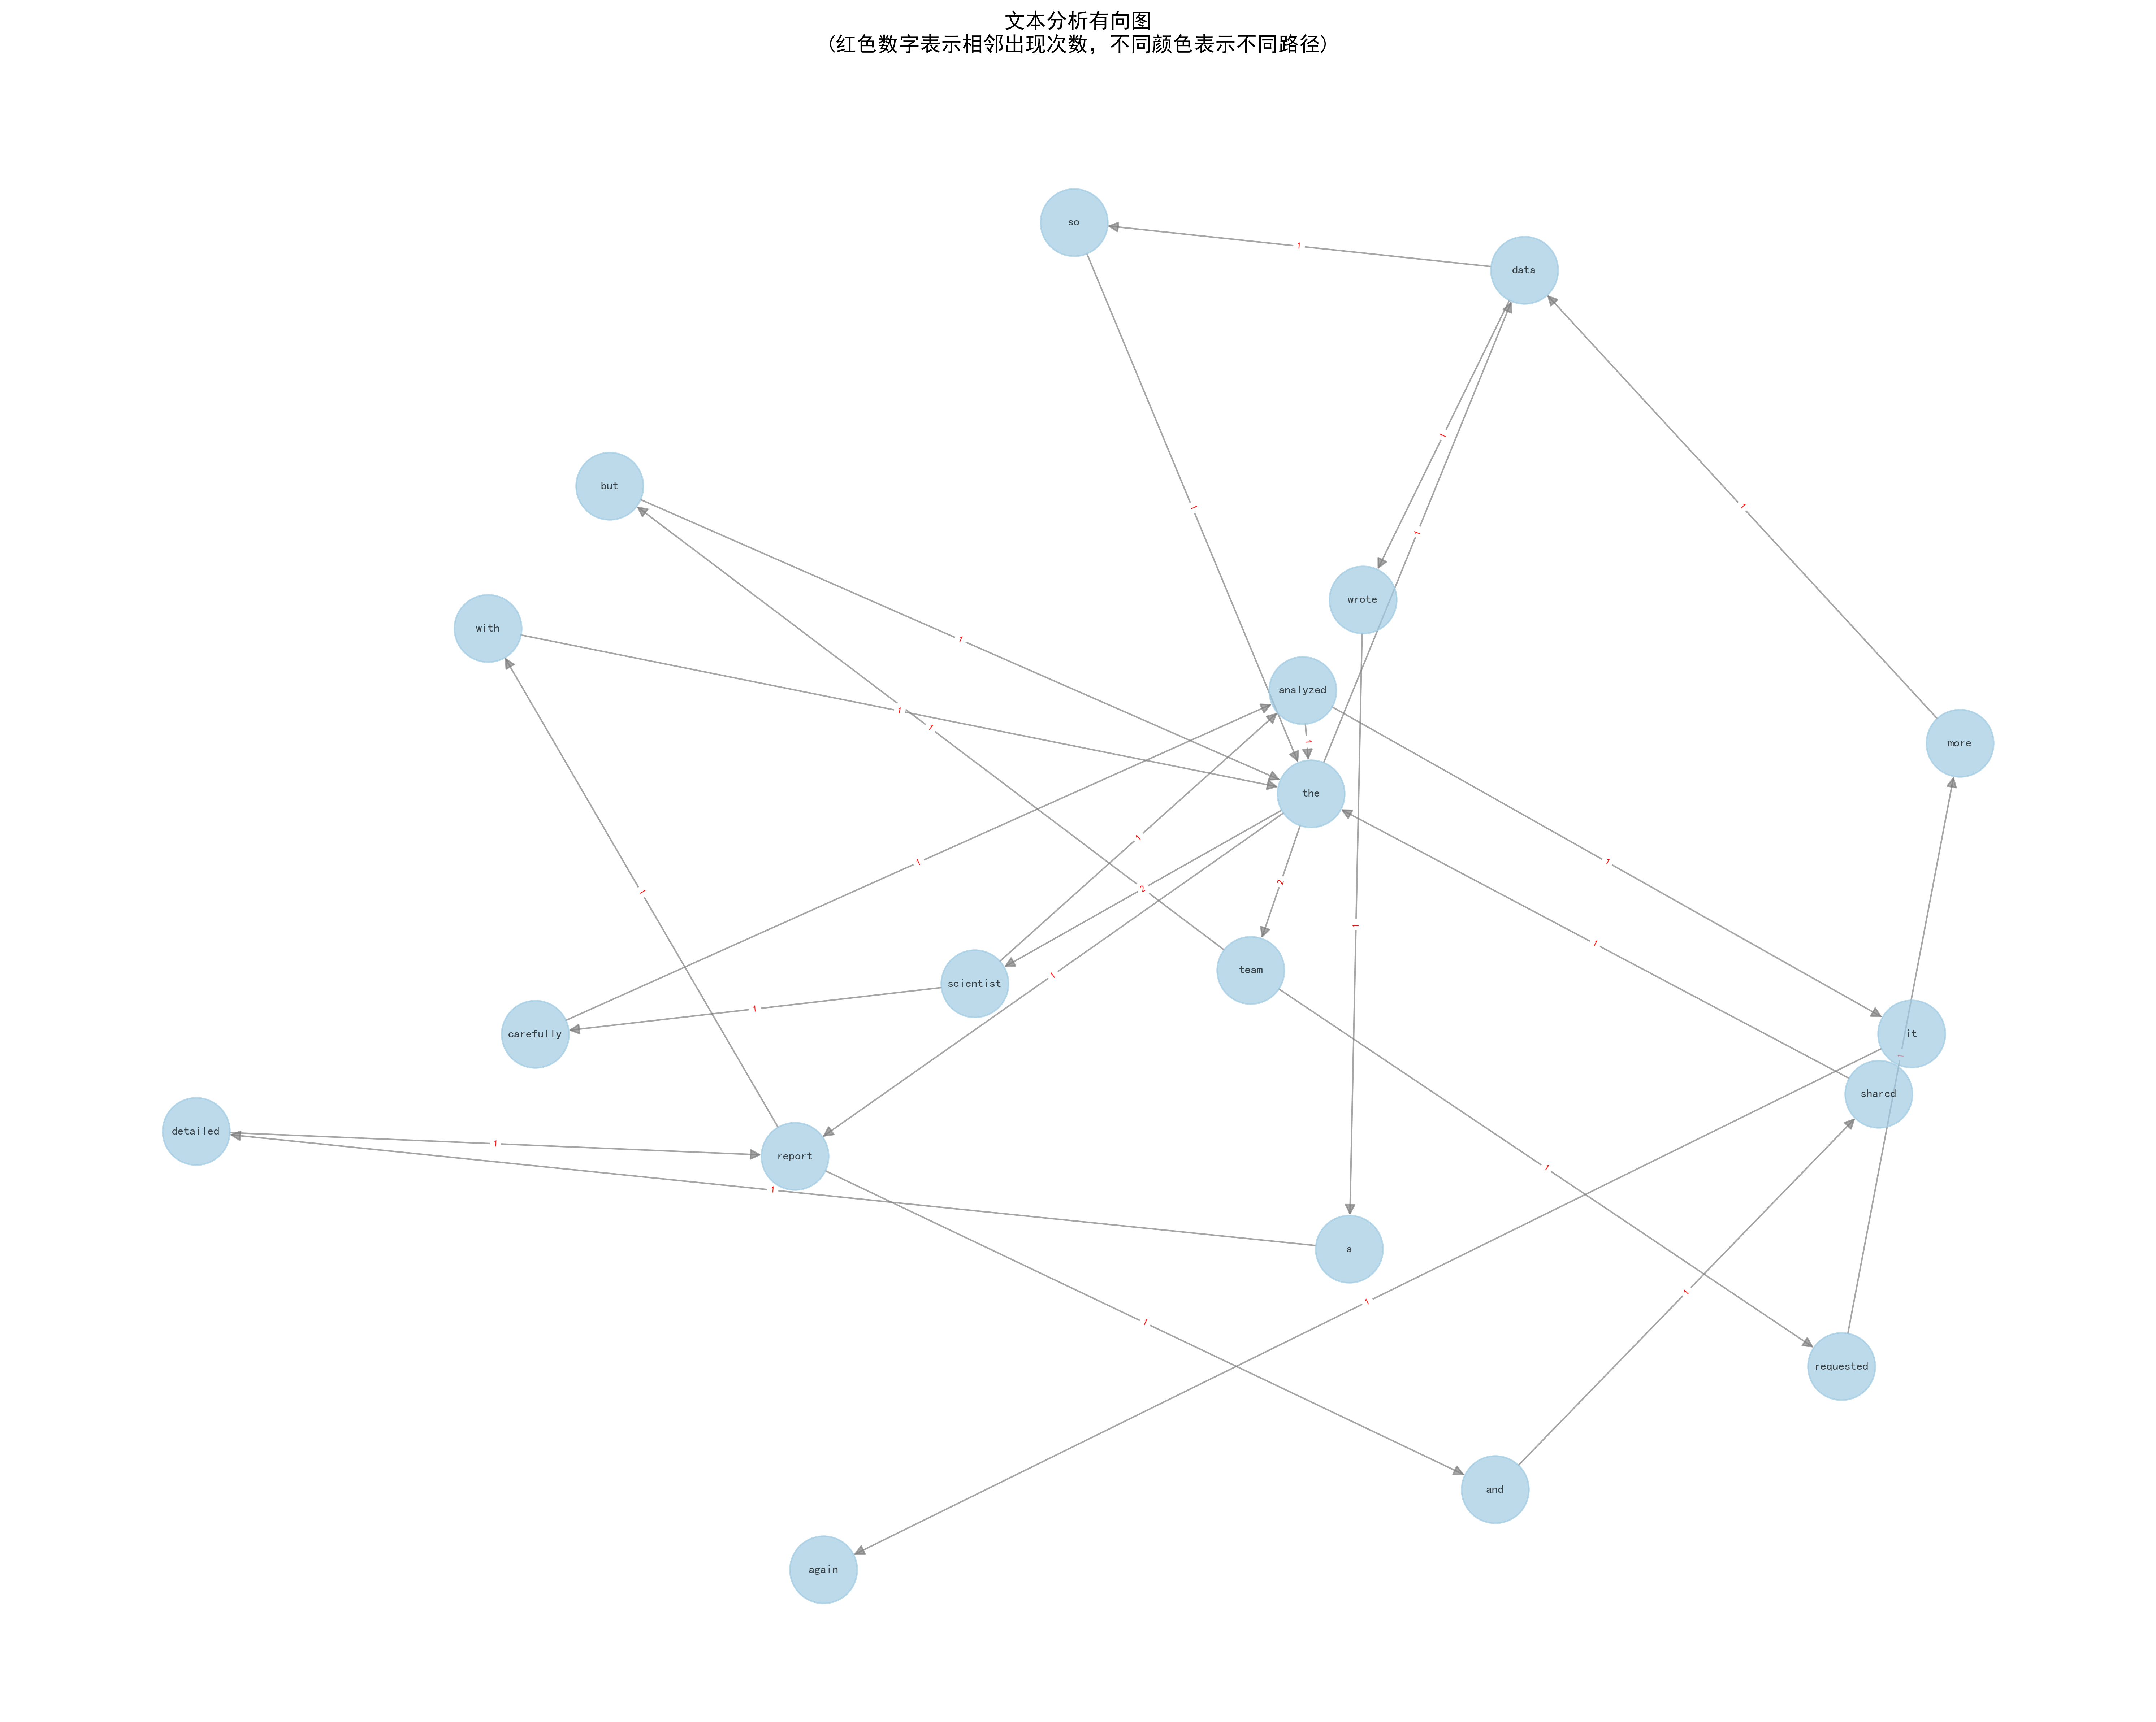 文本分析有向图
(红色数字表示相邻出现次数，不同颜色表示不同路径)
so
1
data
1
but
1
1
1
wrote
with
1
analyzed
1
1
1
more
the
1
1
1
2
2
1
1
1
1
scientist
team
1
carefully
it
1
shared
detailed
1
report
1
1
a
1
1
1
requested
and
again